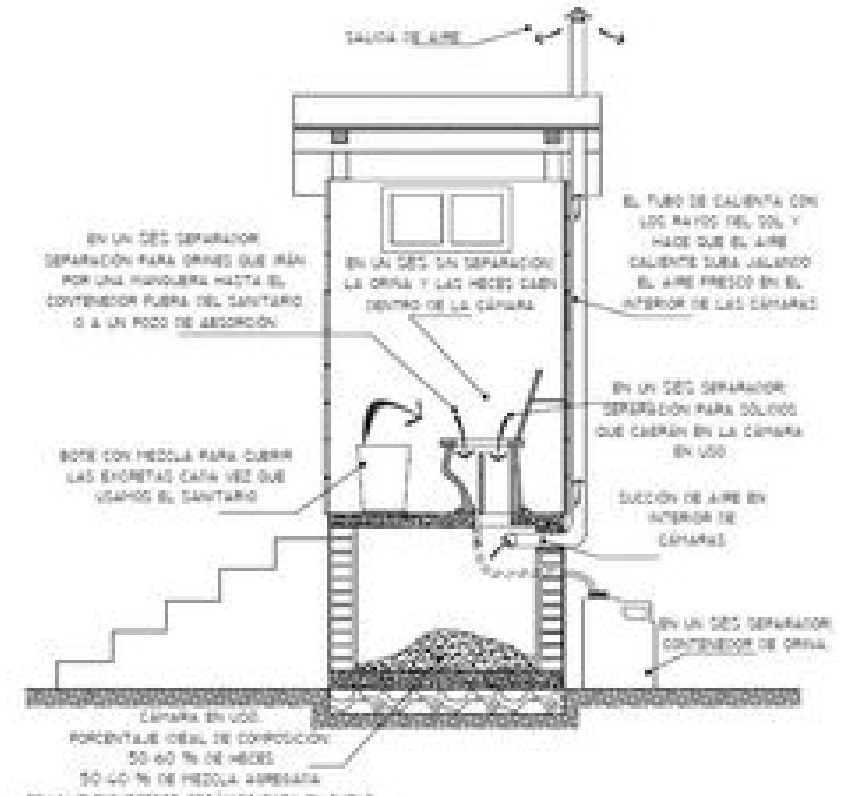 SALIDA DE AIRE
EL TUBO SE CALIENTA CON
LOS RAYOS DEL SOL Y
HACE QUE EL AIRE
CALIENTE SUBA JALANDO
EL AIRE FRESCO EN EL
INTERIOR DE LAS CÁMARAS
EN UN SES SEPARADOR:
SEPARACIÓN PARA ORINES QUE IRÁN
POR UNA MANGUERA HASTA EL
CONTENEDOR FUERA DEL SANITARIO
O A UN POZO DE ABSORCIÓN
EN UN SES SIN SEPARACIÓN:
LA ORINA Y LAS HECES CAEN
DENTRO DE LA CÁMARA
EN UN SES SEPARADOR:
SEPARACIÓN PARA SÓLIDOS
QUE CAERÁN EN LA CÁMARA
EN USO
BOTE CON MEZCLA PARA CUBRIR
LAS EXCRETAS CADA VEZ QUE
USAMOS EL SANITARIO
SUCCIÓN DE AIRE EN
INTERIOR DE
CÁMARAS
EN UN SES SEPARADOR:
CONTENEDOR DE ORINA
CÁMARA EN USO.
PORCENTAJE IDEAL DE COMPOSICIÓN:
50-60 % DE HECES
50-40 % DE MEZCLA AGREGADA